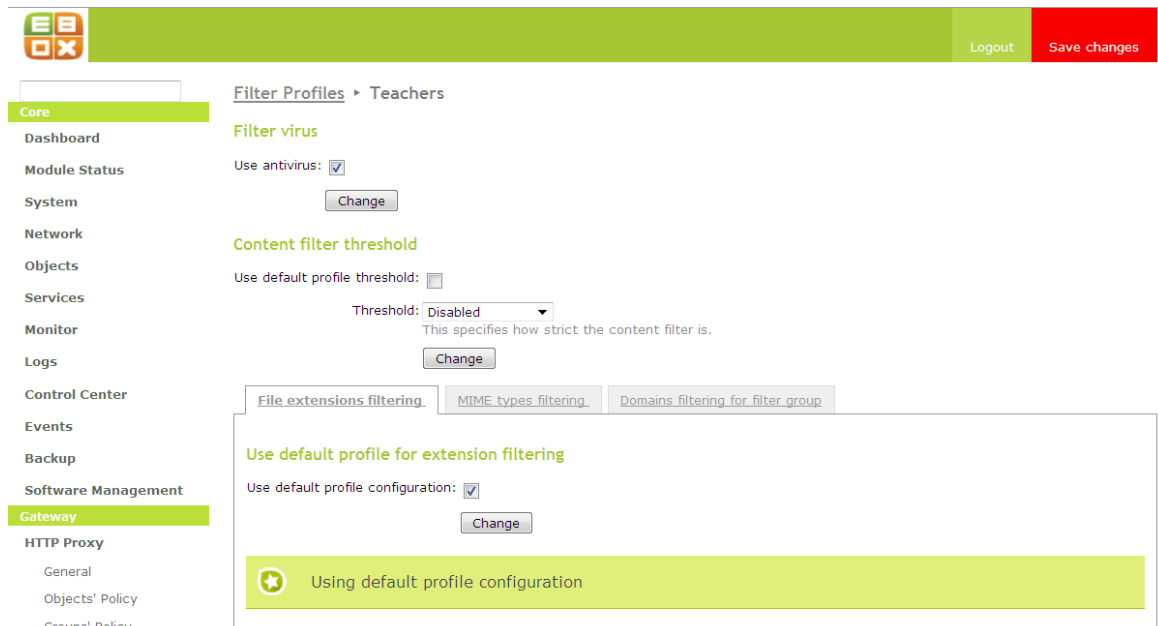 EBOX
Logout
Save changes
Core
Dashboard
Module Status
System
Network
Objects
Services
Monitor
Logs
Control Center
Events
Backup
Software Management
Gateway
HTTP Proxy
General
Objects' Policy
Groups' Policy
Filter Profiles ▸ Teachers
Filter virus
Use antivirus:
Change
Content filter threshold
Use default profile threshold:
Threshold: Disabled
This specifies how strict the content filter is.
Change
File extensions filtering MIME types filtering Domains filtering for filter group
Use default profile for extension filtering
Use default profile configuration:
Change
Using default profile configuration